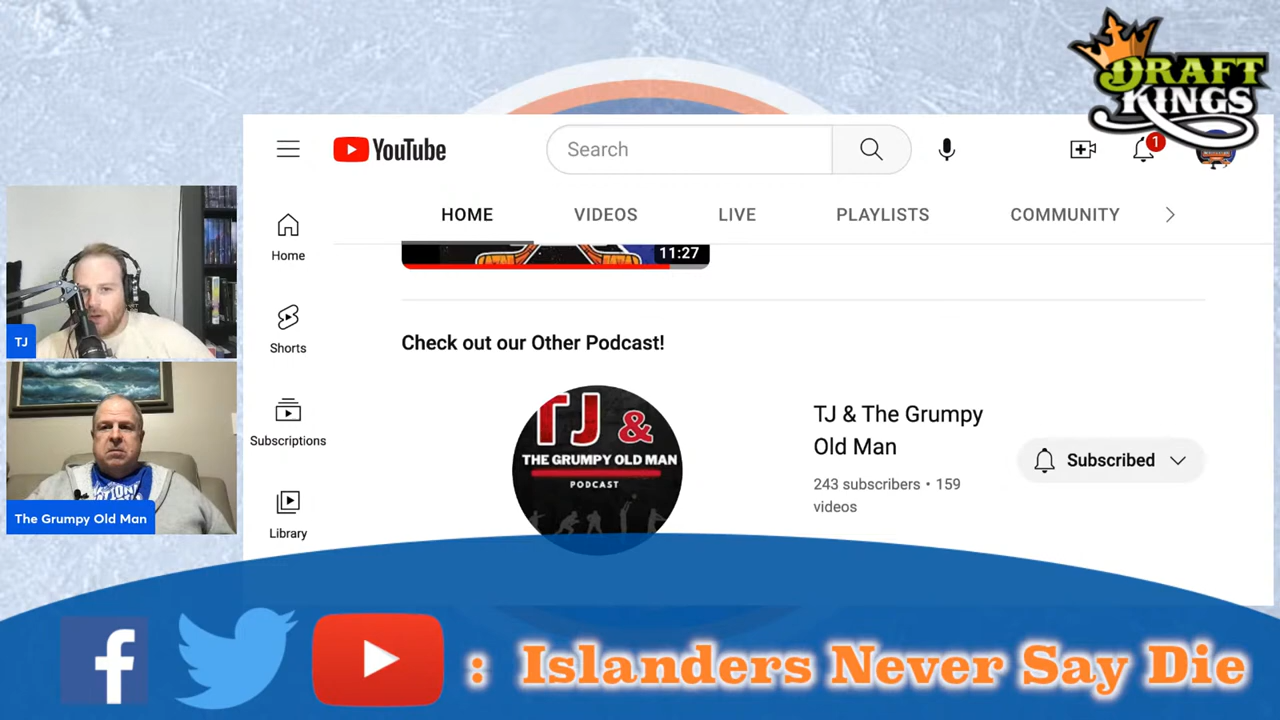 DRAFT
KINGS
YouTube
Search
1
HOME VIDEOS LIVE PLAYLISTS COMMUNITY
Home
Shorts
Subscriptions
Library
11:27
Check out our Other Podcast!
TJ &
THE GRUMPY OLD MAN
PODCAST
TJ & The Grumpy
Old Man
243 subscribers • 159
videos
Subscribed
TJ
The Grumpy Old Man
f
: Islanders Never Say Die